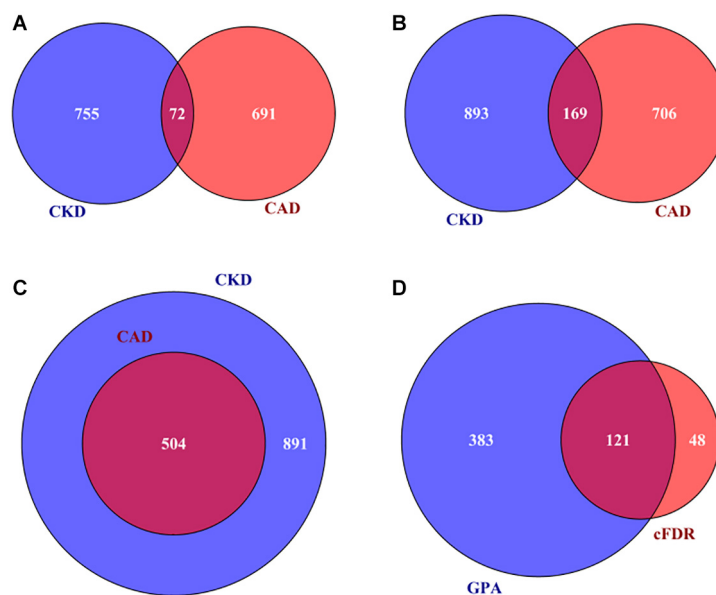 A
755 72 691
CKD
CAD
B
893 169 706
CKD
CAD
C
CKD
CAD
504 891
D
383 121 48
cFDR
GPA